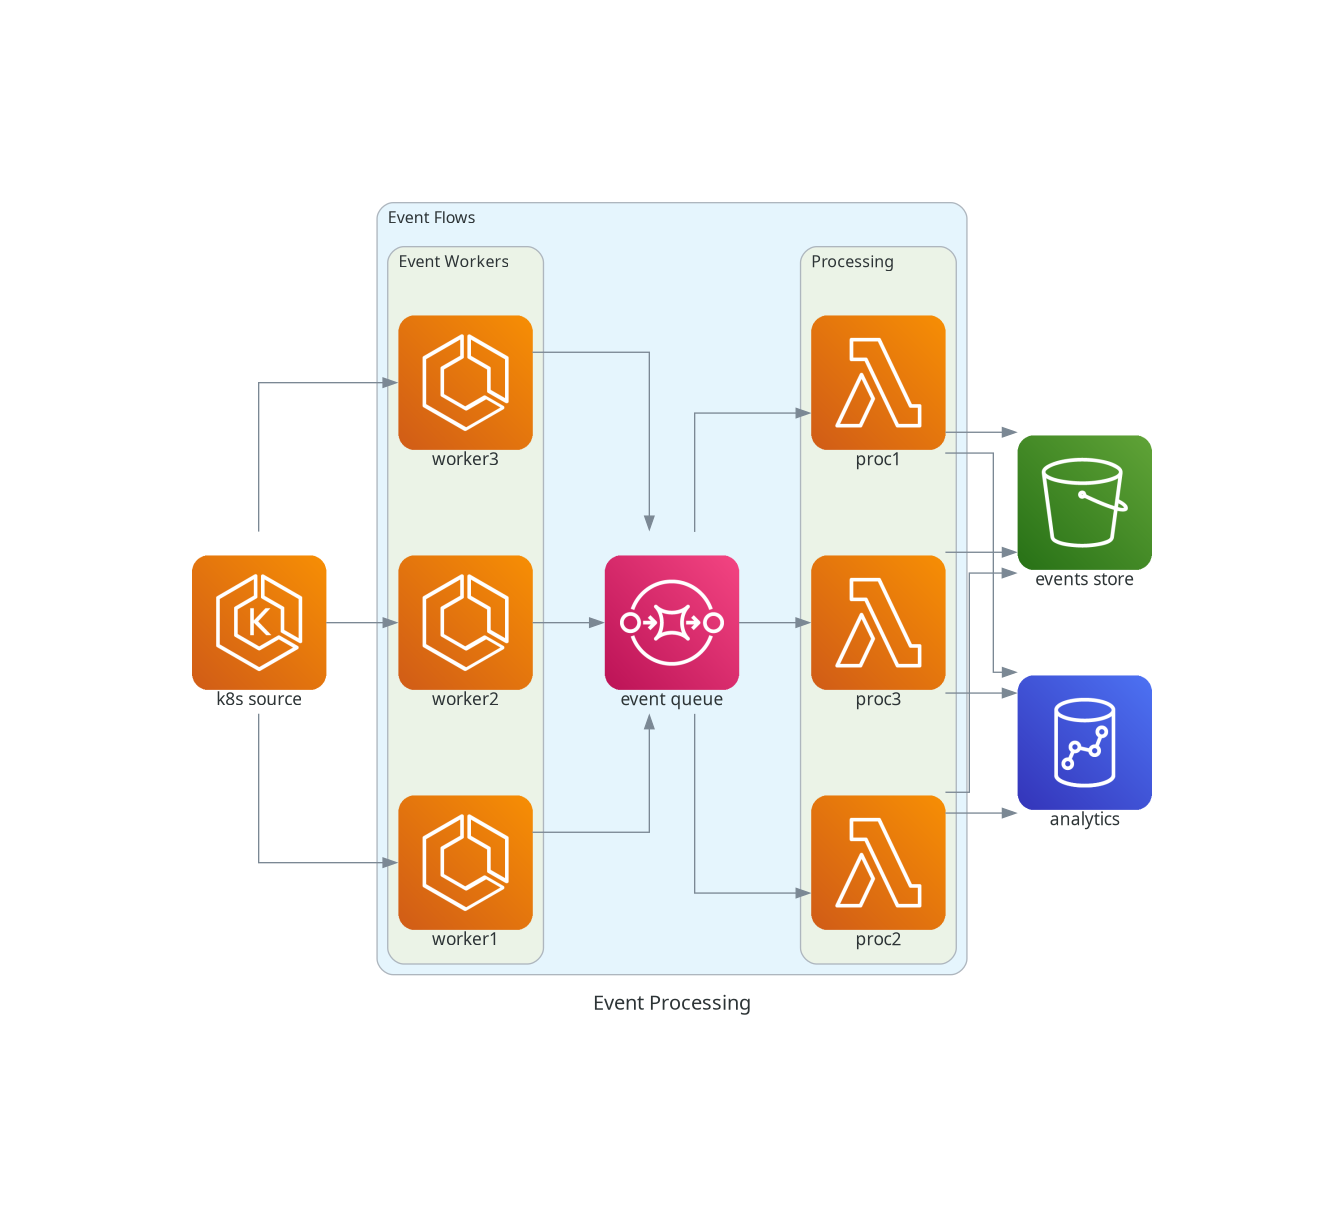 Event Flows
Event Workers
Processing
worker3
proc1
events store
k8s source
worker2
event queue
proc3
analytics
worker1
proc2
Event Processing